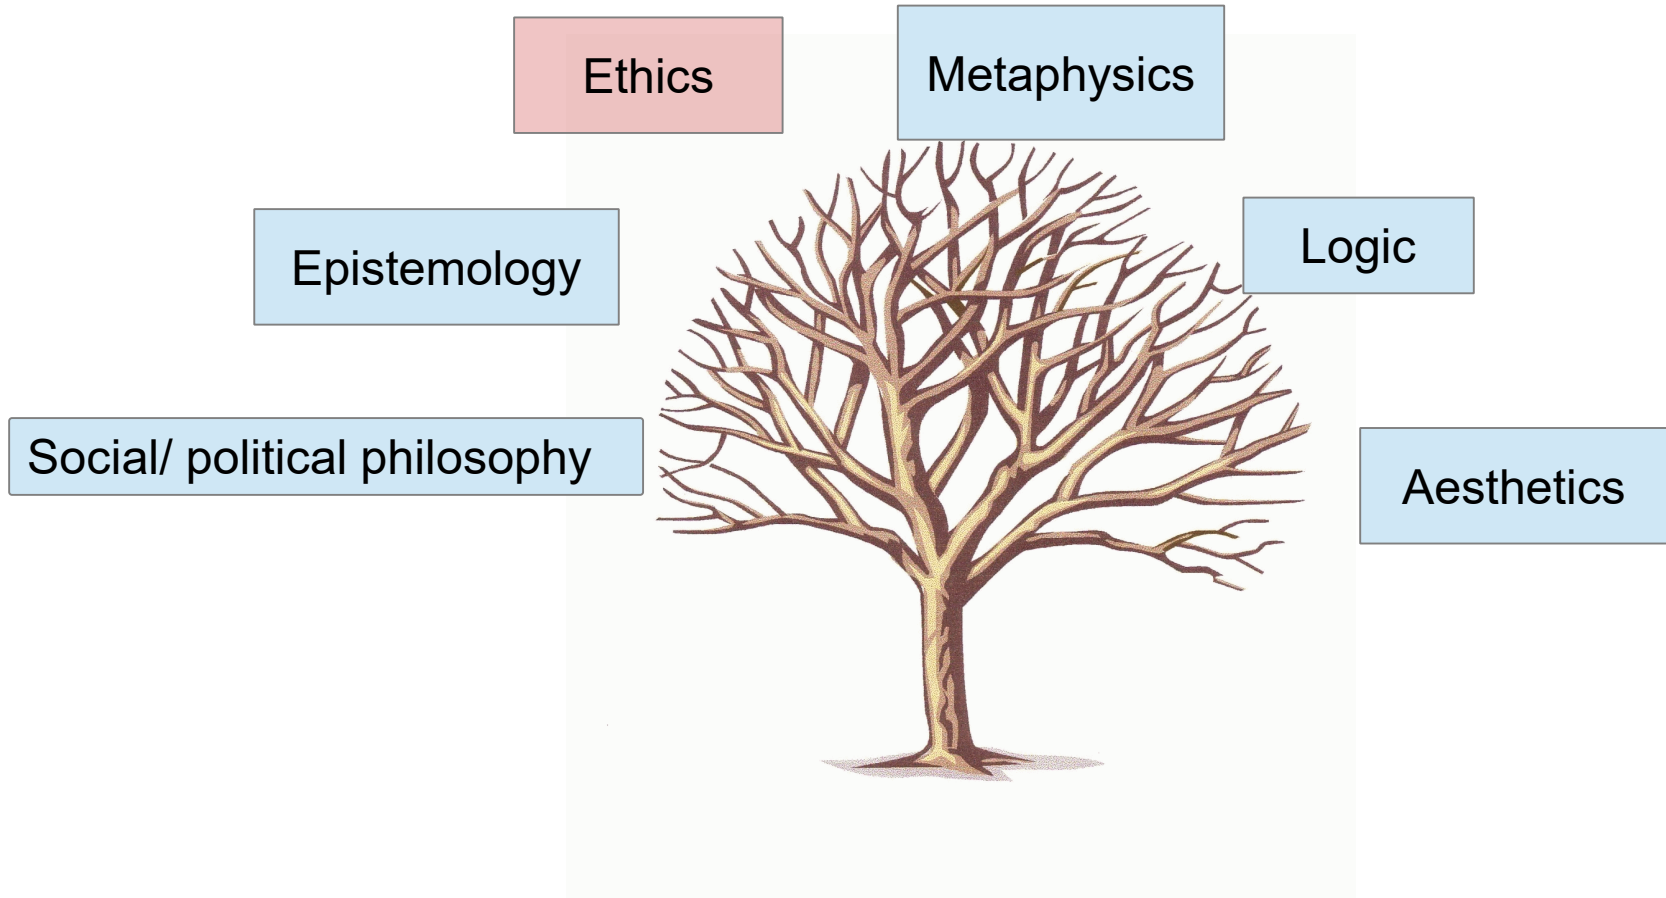 Ethics
Metaphysics
Epistemology
Logic
Social/ political philosophy
Aesthetics